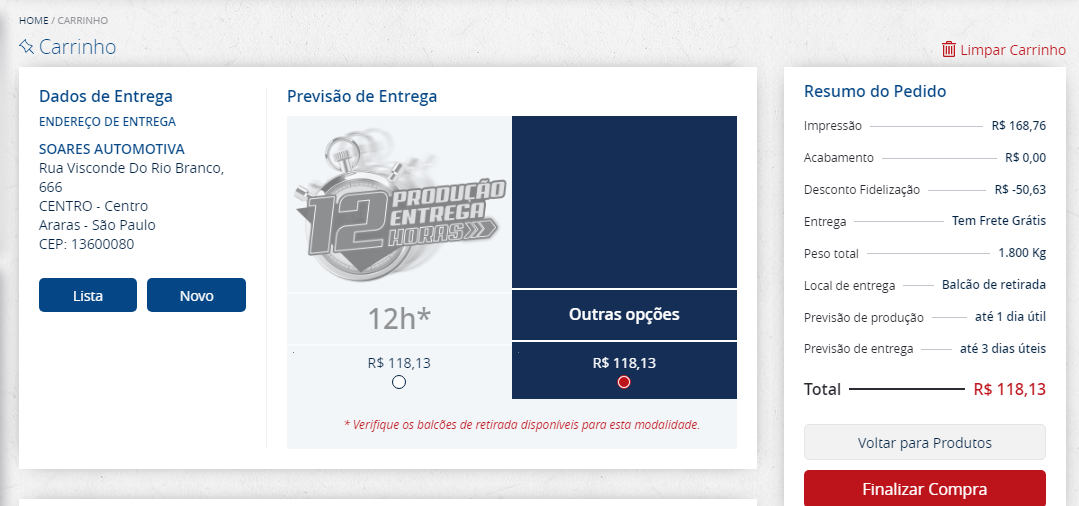 HOME / CARRINHO
Carrinho
Limpar Carrinho
Dados de Entrega
ENDEREÇO DE ENTREGA
SOARES AUTOMOTIVA
Rua Visconde Do Rio Branco,
666
CENTRO - Centro
Araras - São Paulo
CEP: 13600080
Lista
Novo
Previsão de Entrega
12 PRODUÇÃO
ENTREGA
HORAS
12h*
Outras opções
R$ 118,13
R$ 118,13
* Verifique os balcões de retirada disponíveis para esta modalidade.
Resumo do Pedido
Impressão R$ 168,76
Acabamento R$ 0,00
Desconto Fidelização R$ -50,63
Entrega Tem Frete Grátis
Peso total 1.800 Kg
Local de entrega Balcão de retirada
Previsão de produção até 1 dia útil
Previsão de entrega até 3 dias úteis
Total R$ 118,13
Voltar para Produtos
Finalizar Compra